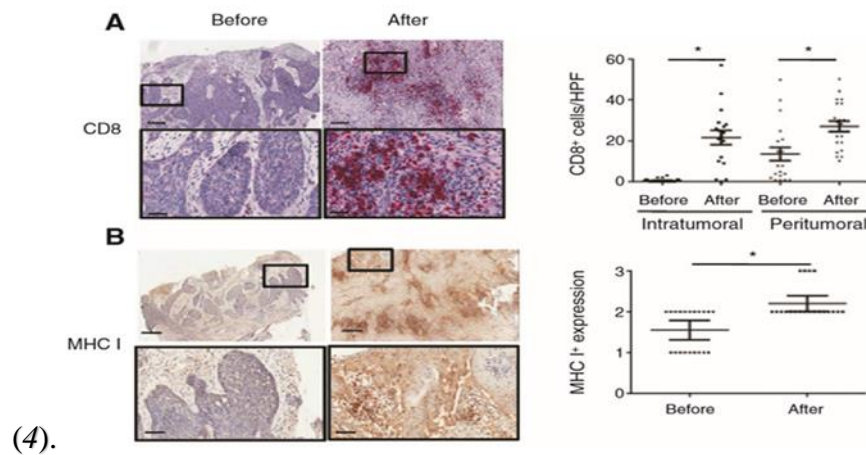 A
Before After
CD8
B
MHC I
(4).
CD8⁺ cells/HPF
60
40
20
0
*
*
Before After Before After
Intratumoral Peritumoral
MHC I⁺ expression
3
2
1
0
*
Before After